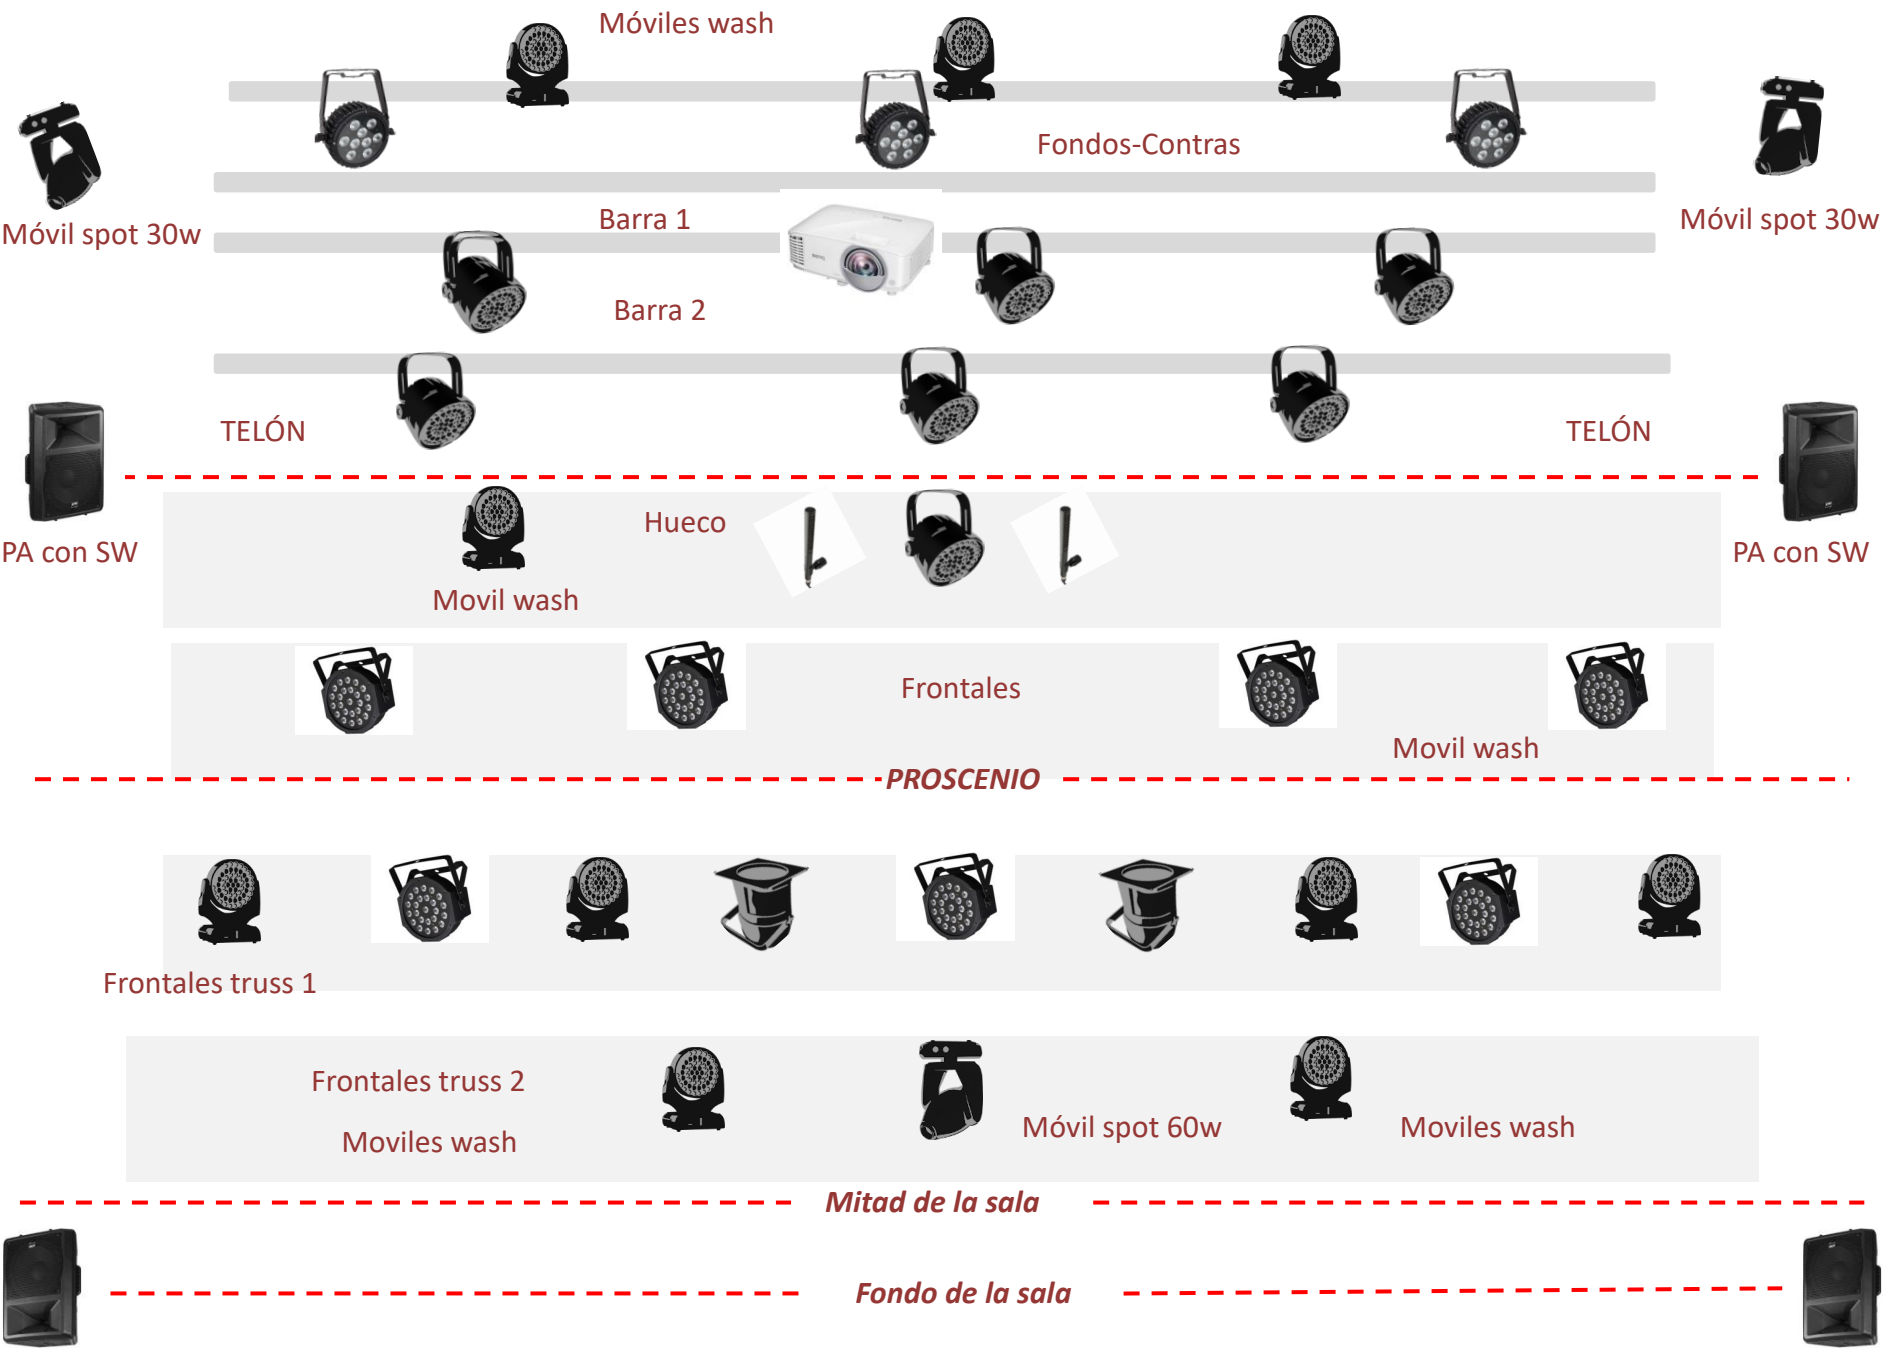 Móviles wash
Fondos-Contras
Móvil spot 30w
Barra 1
Móvil spot 30w
Barra 2
TELÓN
TELÓN
PA con SW
Hueco
PA con SW
Movil wash
Frontales
Movil wash
PROSCENIO
Frontales truss 1
Frontales truss 2
Moviles wash
Móvil spot 60w
Moviles wash
Mitad de la sala
Fondo de la sala